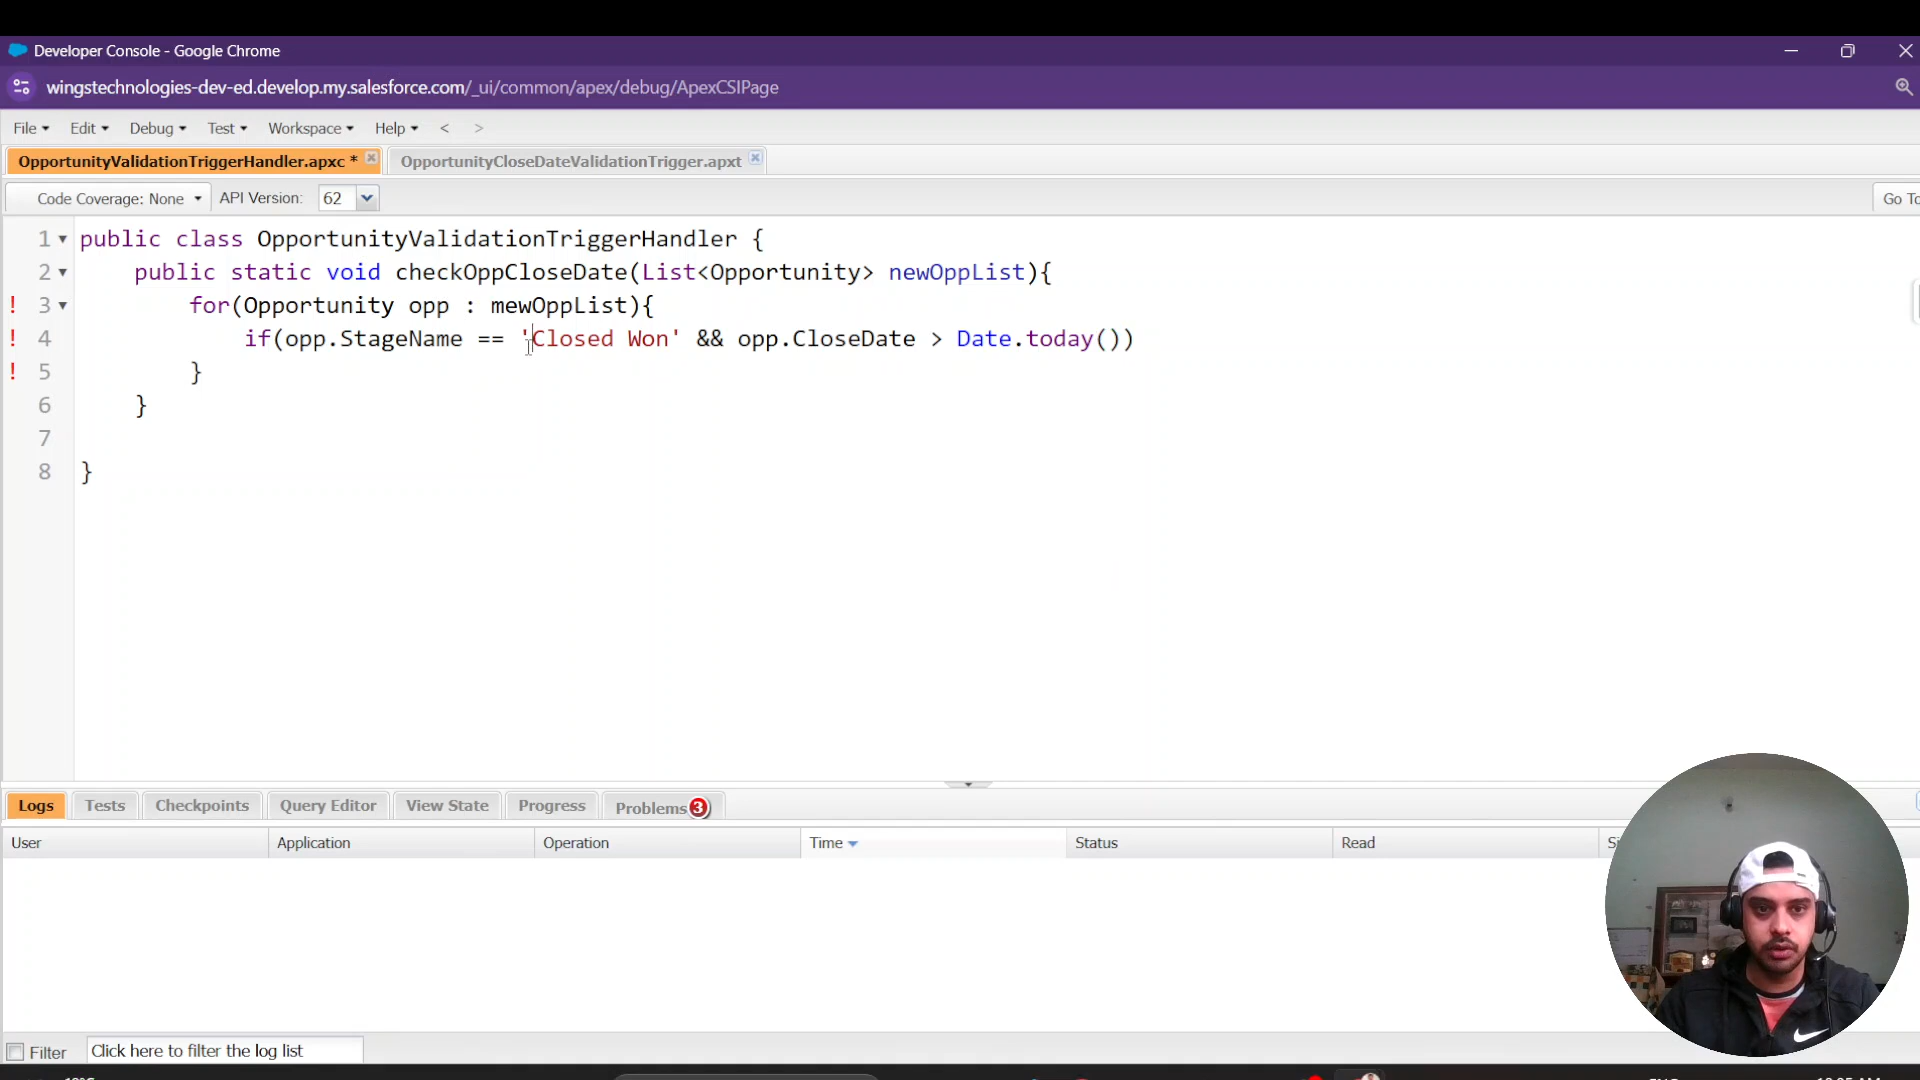 Developer Console - Google Chrome
wingstechnologies-dev-ed.develop.my.salesforce.com/_ui/common/apex/debug/ApexCSIPage
File Edit Debug Test Workspace Help < >
OpportunityValidationTriggerHandler.apxc * OpportunityCloseDateValidationTrigger.apxt
Code Coverage: None API Version: 62 Go To
1 public class OpportunityValidationTriggerHandler {
2 public static void checkOppCloseDate(List<Opportunity> newOppList){
! 3 for(Opportunity opp : mewOppList){
! 4 if(opp.StageName == 'Closed Won' && opp.CloseDate > Date.today())
! 5 }
6 }
7
8 }
Logs Tests Checkpoints Query Editor View State Progress Problems 3
User Application Operation Time Status Read
Filter Click here to filter the log list